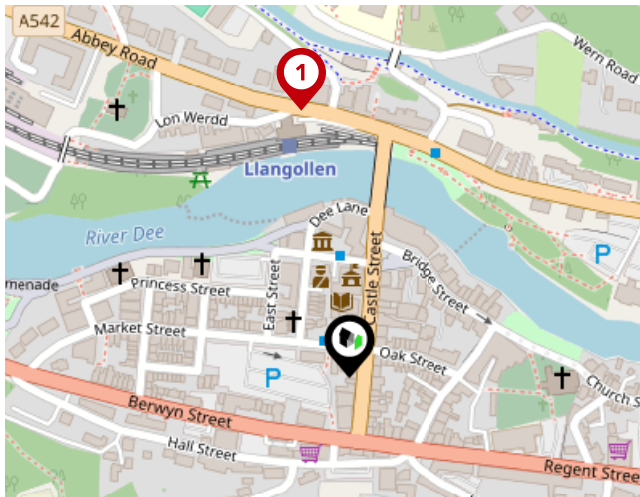 A542
Abbey Road
1
Wern Road
Lon Werdd
Llangollen
Dee Lane
River Dee
P
Bridge Street
Castle Street
East Street
menade
Princess Street
Market Street
Oak Street
P
Church S
Berwyn Street
Hall Street
Regent Stree